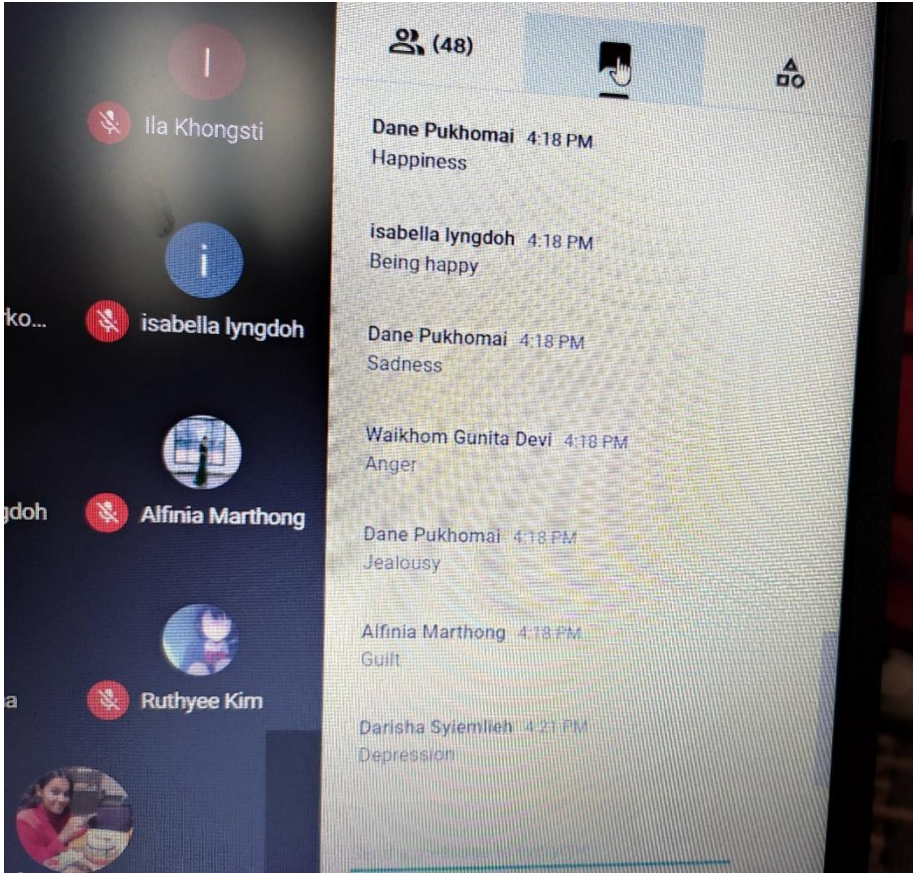 I
Ila Khongsti
i
ko...
isabella lyngdoh
gdoh
Alfinia Marthong
a
Ruthyee Kim
(48)
Dane Pukhomai 4:18 PM
Happiness
isabella lyngdoh 4:18 PM
Being happy
Dane Pukhomai 4:18 PM
Sadness
Waikhom Gunita Devi 4:18 PM
Anger
Dane Pukhomai 4:18 PM
Jealousy
Alfinia Marthong 4:18 PM
Guilt
Darisha Syiemlieh 4:21 PM
Depression